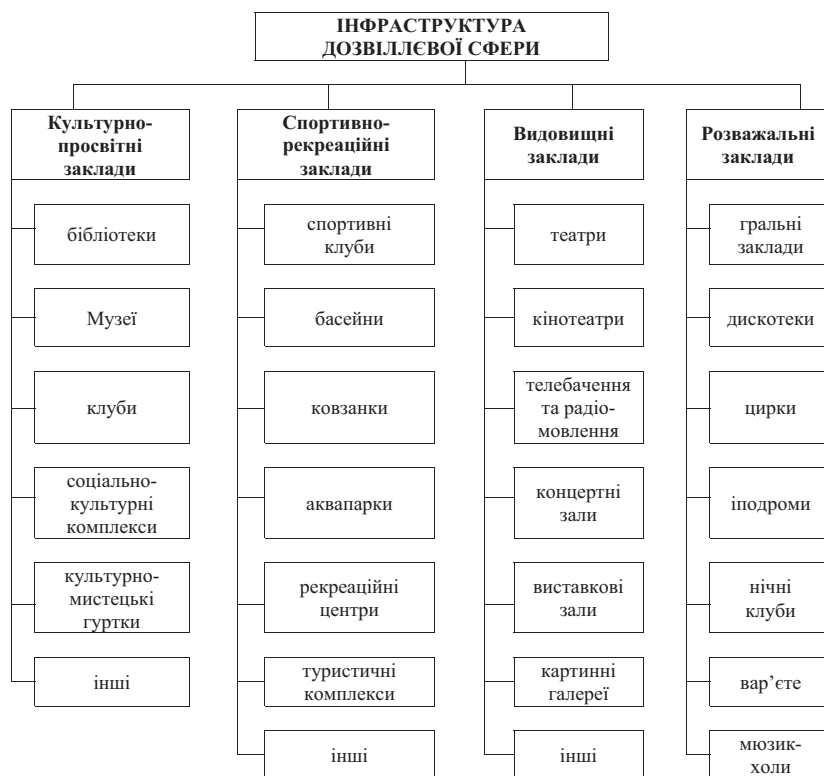 ІНФРАСТРУКТУРА
ДОЗВІЛЛЄВОЇ СФЕРИ
Культурно-
просвітні
заклади
бібліотеки
Музеї
клуби
соціально-
культурні
комплекси
культурно-
мистецькі
гуртки
інші
Спортивно-
рекреаційні
заклади
спортивні
клуби
басейни
ковзанки
аквапарки
рекреаційні
центри
туристичні
комплекси
інші
Видовищні
заклади
театри
кінотеатри
телебачення
та радіо-
мовлення
концертні
зали
виставкові
зали
картинні
галереї
інші
Розважальні
заклади
гральні
заклади
дискотеки
цирки
іподроми
нічні
клуби
вар’єте
мюзик-
холи